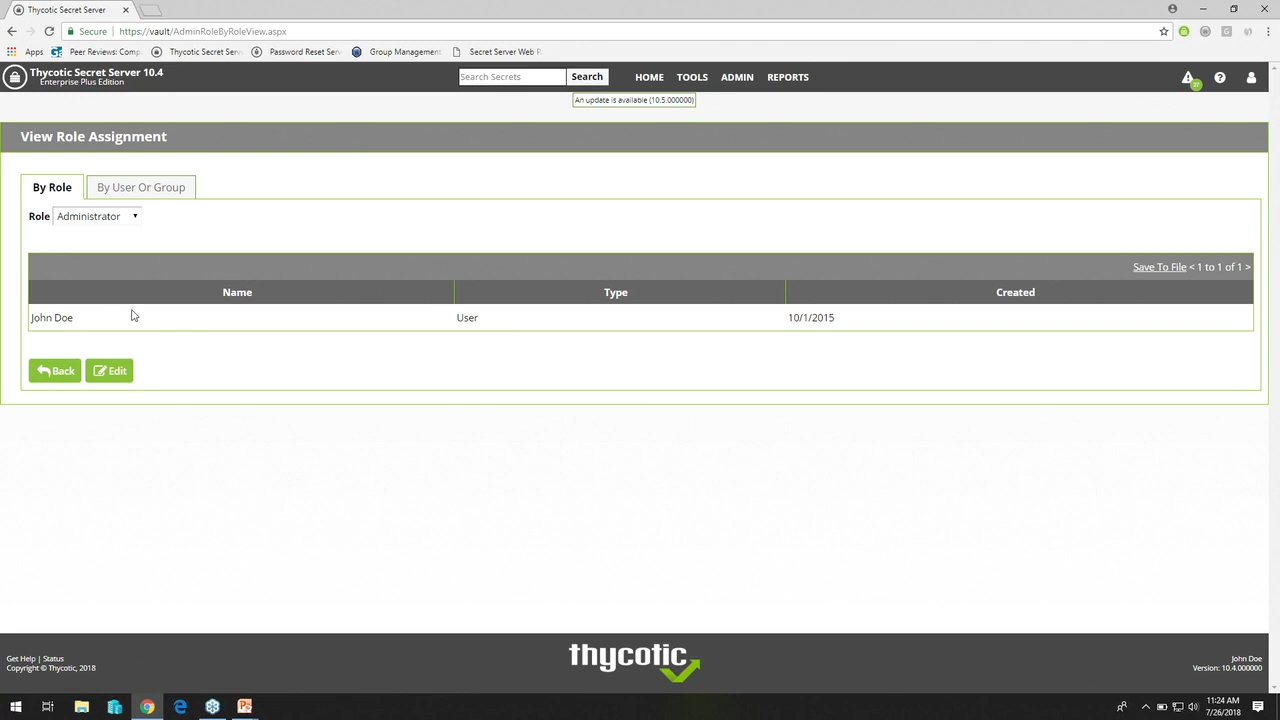 Thycotic Secret Server
Secure https://vault/AdminRoleByRoleView.aspx
Apps Peer Reviews: Comp Thycotic Secret Serv Password Reset Serv Group Management Secret Server Web P
Thycotic Secret Server 10.4
Enterprise Plus Edition
Search Secrets Search HOME TOOLS ADMIN REPORTS
27
An update is available (10.5.000000)
View Role Assignment
By Role By User Or Group
Role Administrator
Save To File < 1 to 1 of 1 >
Name Type Created
John Doe User 10/1/2015
Back Edit
Get Help | Status
Copyright © Thycotic, 2018
thycotic
John Doe
Version: 10.4.000000
11:24 AM
7/26/2018